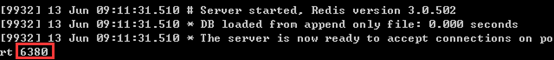 [9932] 13 Jun 09:11:31.510 # Server started, Redis version 3.0.502
[9932] 13 Jun 09:11:31.510 * DB loaded from append only file: 0.000 seconds
[9932] 13 Jun 09:11:31.510 * The server is now ready to accept connections on po
rt 6380